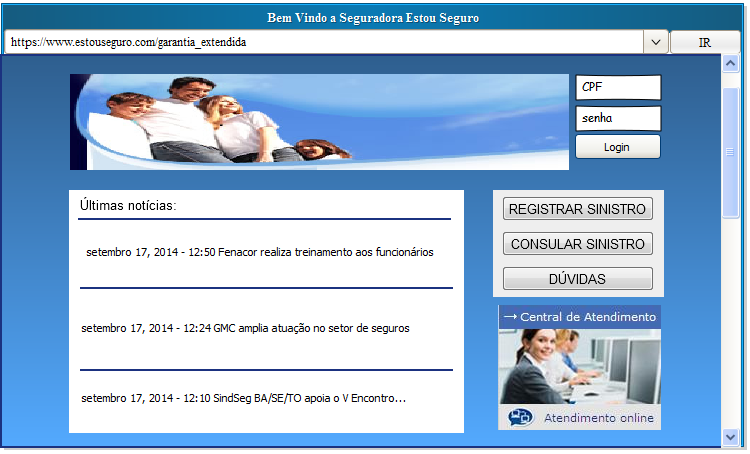 Bem Vindo a Seguradora Estou Seguro
https://www.estouseguro.com/garantia_extendida
IR
CPF
senha
Login
Últimas notícias:
setembro 17, 2014 - 12:50 Fenacor realiza treinamento aos funcionários
setembro 17, 2014 - 12:24 GMC amplia atuação no setor de seguros
setembro 17, 2014 - 12:10 SindSeg BA/SE/TO apoia o V Encontro...
REGISTRAR SINISTRO
CONSULAR SINISTRO
DÚVIDAS
→ Central de Atendimento
Atendimento online